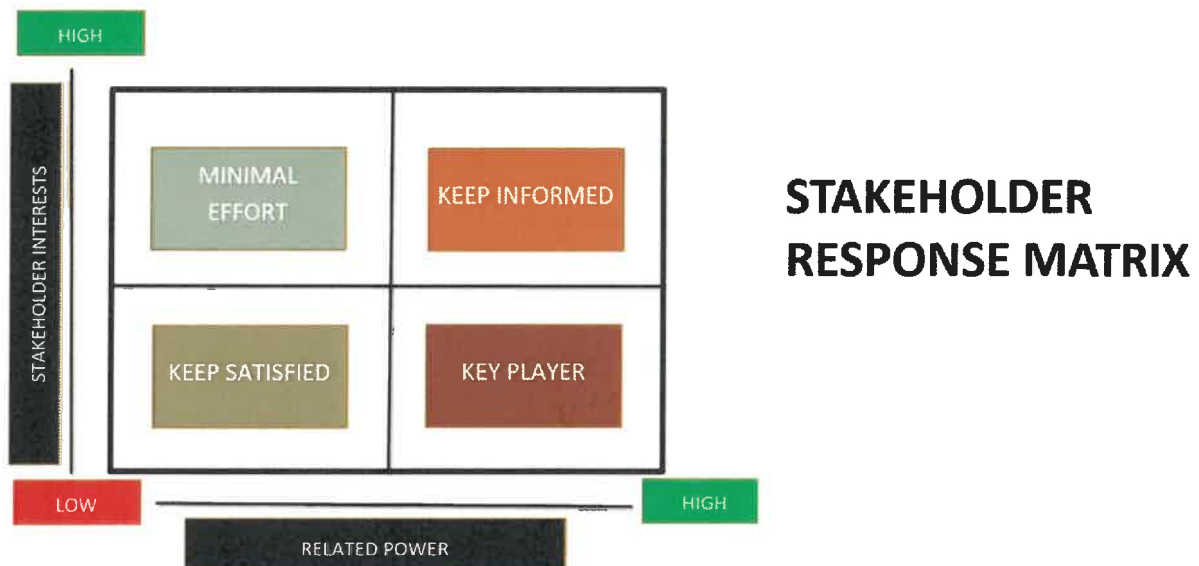 HIGH
STAKEHOLDER INTERESTS
MINIMAL
EFFORT
KEEP INFORMED
KEEP SATISFIED
KEY PLAYER
LOW
HIGH
RELATED POWER
STAKEHOLDER
RESPONSE MATRIX